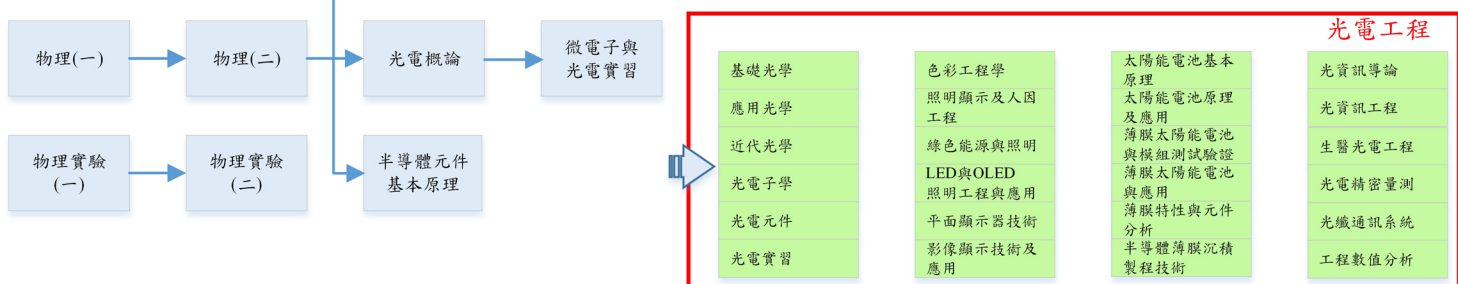 物理(一)
物理(二)
光電概論
微電子與
光電實習
物理實驗
(一)
物理實驗
(二)
半導體元件
基本原理
光電工程
基礎光學
應用光學
近代光學
光電子學
光電元件
光電實習
色彩工程學
照明顯示及人因
工程
綠色能源與照明
LED與OLED
照明工程與應用
平面顯示器技術
影像顯示技術及
應用
太陽能電池基本
原理
太陽能電池原理
及應用
薄膜太陽能電池
與模組測試驗證
薄膜太陽能電池
與應用
薄膜特性與元件
分析
半導體薄膜沉積
製程技術
光資訊導論
光資訊工程
生醫光電工程
光電精密量測
光纖通訊系統
工程數值分析